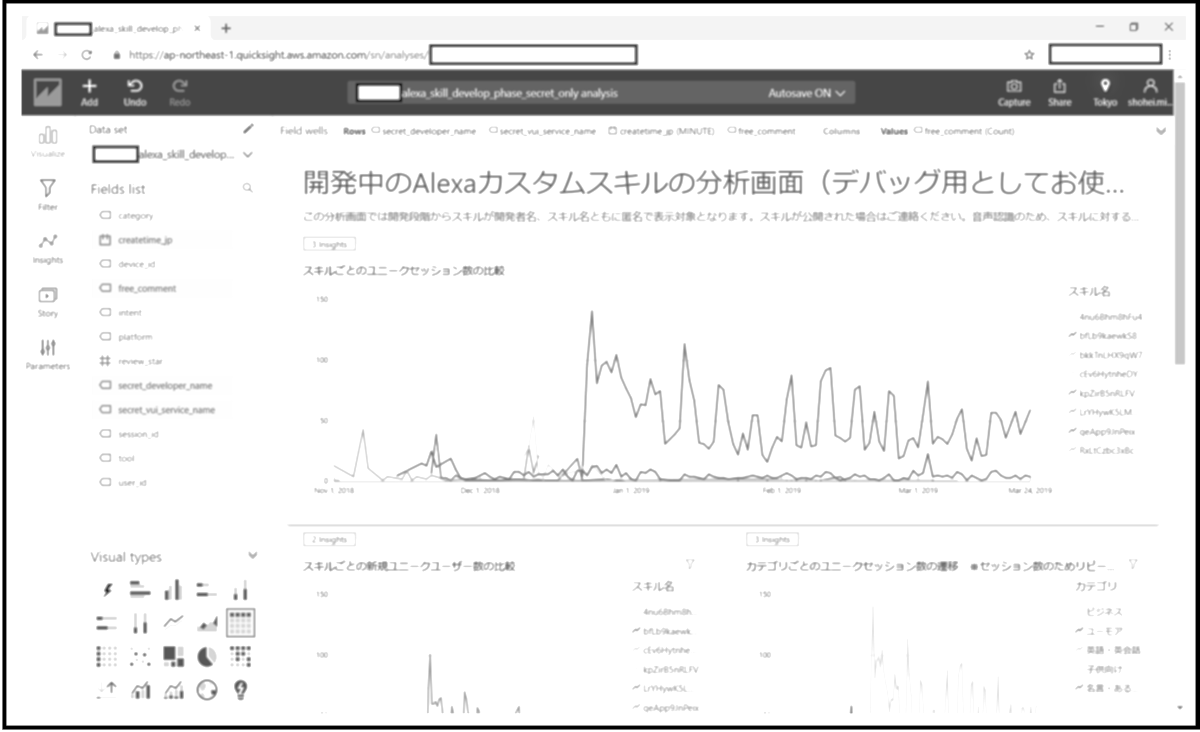 alexa_skill_develop_pr
https://ap-northeast-1.quicksight.aws.amazon.com/sn/analyses/
Add
Undo
Redo
alexa_skill_develop_phase_secret_only analysis
Autosave ON
Capture
Share
Tokyo
shohei.mi...
Visualize
Filter
Insights
Story
Parameters
Data set
alexa_skill_develop...
Fields list
category
createtime_jp
device_id
free_comment
intent
platform
review_star
secret_developer_name
secret_vui_service_name
session_id
tool
user_id
Visual types
Field wells Rows secret_developer_name secret_vui_service_name createtime_jp (MINUTE) free_comment Columns Values free_comment (Count)
開発中のAlexaカスタムスキルの分析画面（デバッグ用としてお使...
この分析画面では開発段階からスキルが開発者名、スキル名ともに匿名で表示対象となります。スキルが公開された場合はご連絡ください。音声認識のため、スキルに対する...
3 Insights
スキルごとのユニークセッション数の比較
150
100
50
0
Nov 1, 2018 Dec 1, 2018 Jan 1, 2019 Feb 1, 2019 Mar 1, 2019 Mar 24, 2019
スキル名
2 Insights
スキルごとの新規ユニークユーザー数の比較
150
100
スキル名
3 Insights
カテゴリごとのユニークセッション数の遷移 ●セッション数のためリピー...
150
100
カテゴリ
ビジネス
ユーモア
英語・英会話
子供向け
名言・ある